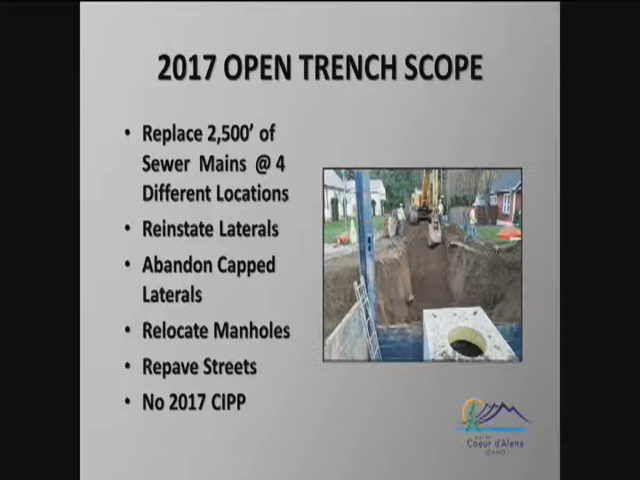 2017 OPEN TRENCH SCOPE
• Replace 2,500' of
Sewer Mains @ 4
Different Locations
• Reinstate Laterals
• Abandon Capped
Laterals
• Relocate Manholes
• Repave Streets
• No 2017 CIPP
Coeur d'Alene
IDAHO